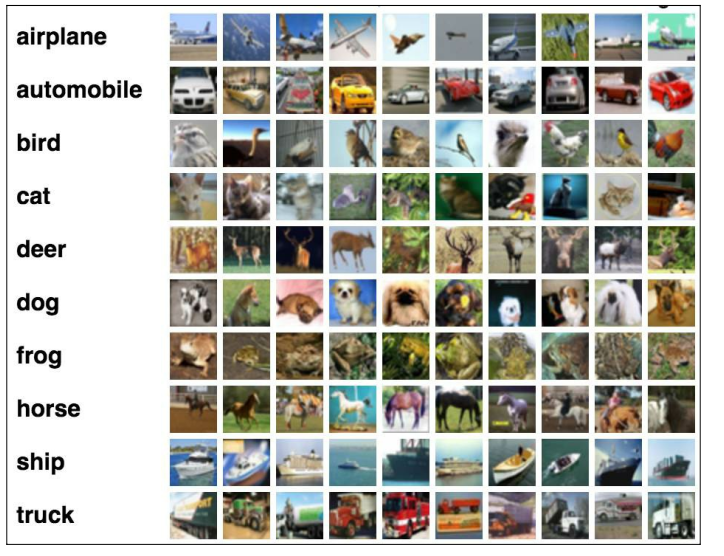 airplane
automobile
bird
cat
deer
dog
frog
horse
ship
truck